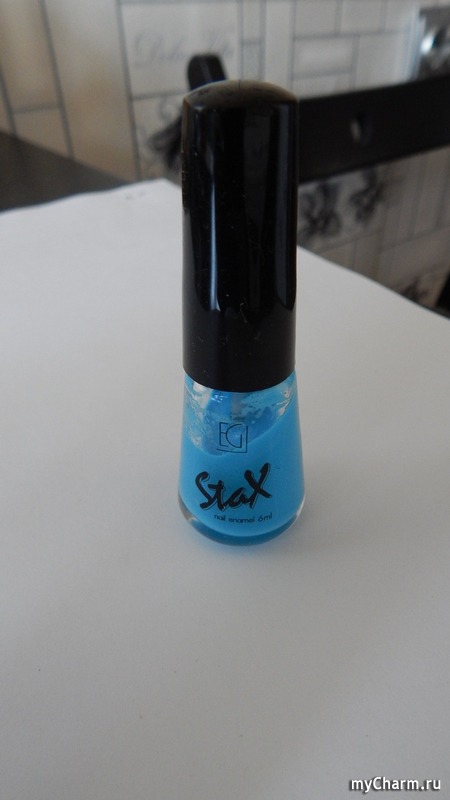 EG
StaX
nail enamel 6ml
myCharm.ru